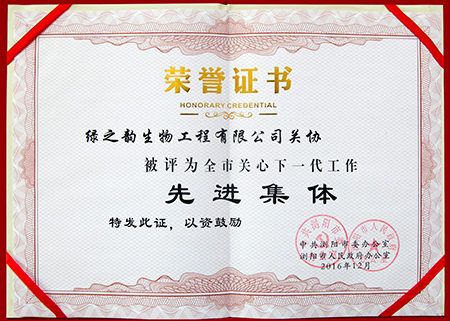 荣誉证书
HONORARY CREDENTIAL
绿之韵生物工程有限公司关协
被评为全市关心下一代工作
先进集体
特发此证，以资鼓励
中共浏阳市委办公室
浏阳市人民政府办公室
2016年12月